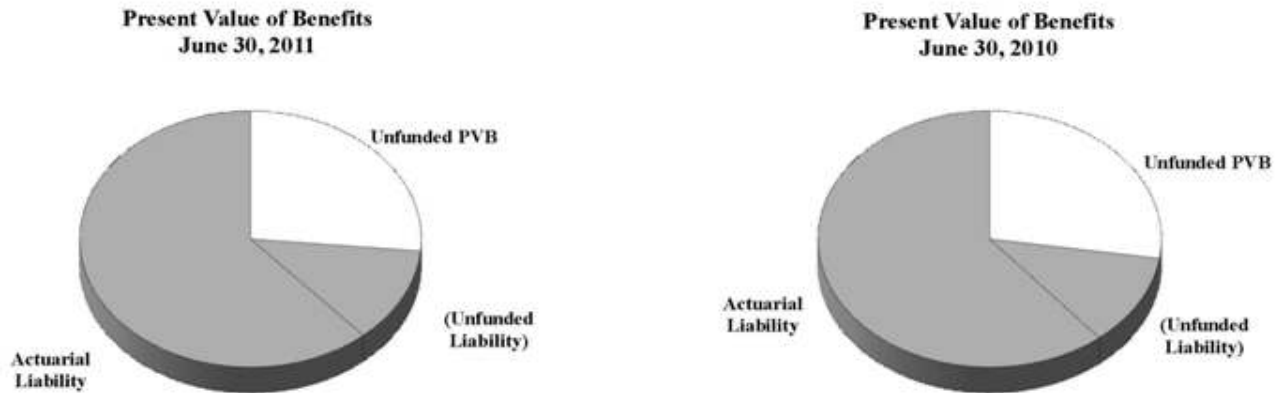 Present Value of Benefits
June 30, 2011
Unfunded PVB
(Unfunded
Liability)
Actuarial
Liability
Present Value of Benefits
June 30, 2010
Unfunded PVB
Actuarial
Liability
(Unfunded
Liability)